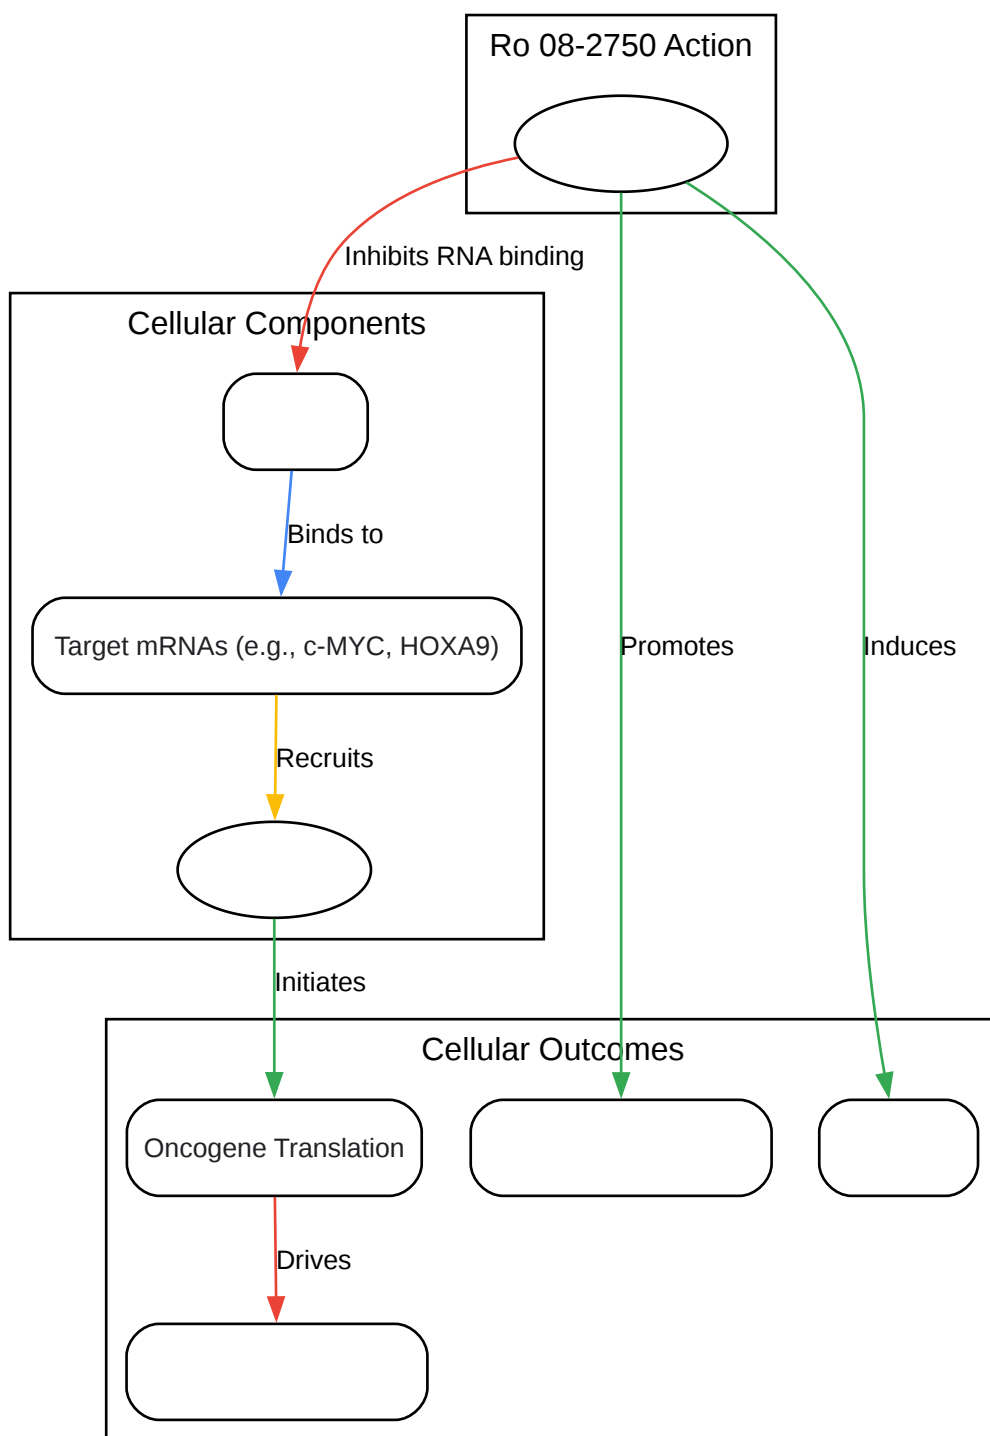 Ro 08-2750 Action
Inhibits RNA binding
Cellular Components
Binds to
Target mRNAs (e.g., c-MYC, HOXA9)
Promotes
Induces
Recruits
Initiates
Cellular Outcomes
Oncogene Translation
Drives